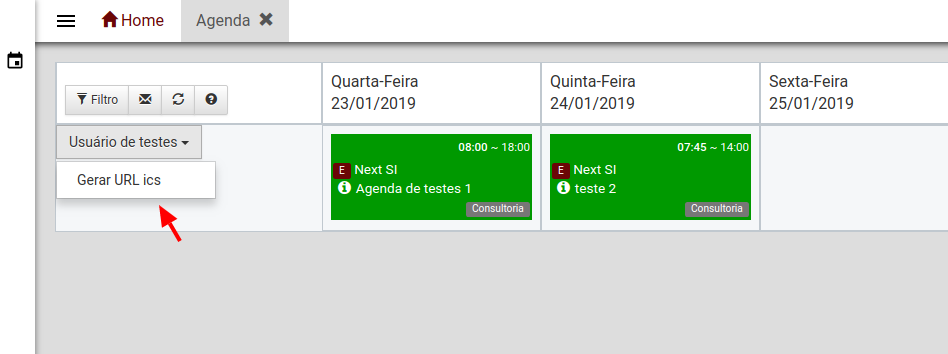 Home
Agenda
Filtro
Quarta-Feira
23/01/2019
Quinta-Feira
24/01/2019
Sexta-Feira
25/01/2019
Usuário de testes
Gerar URL ics
08:00 ~ 18:00
E Next SI
Agenda de testes 1
Consultoria
07:45 ~ 14:00
E Next SI
teste 2
Consultoria